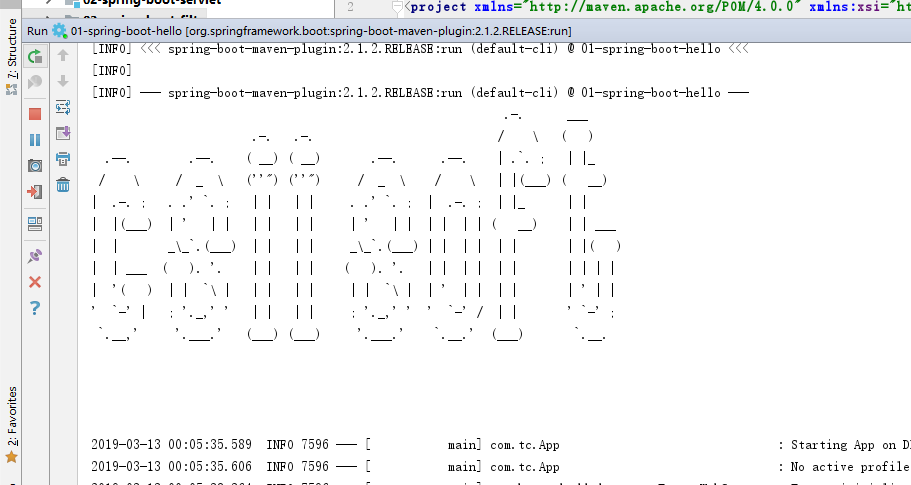 02-spring-boot-servlet
2
<project xmlns="http://maven.apache.org/POM/4.0.0" xmlns:xsi="ht
Run 01-spring-boot-hello [org.springframework.boot:spring-boot-maven-plugin:2.1.2.RELEASE:run]
7: Structure
2: Favorites
[INFO] <<< spring-boot-maven-plugin:2.1.2.RELEASE:run (default-cli) @ 01-spring-boot-hello <<<
[INFO]
[INFO] --- spring-boot-maven-plugin:2.1.2.RELEASE:run (default-cli) @ 01-spring-boot-hello ---
2019-03-13 00:05:35.589 INFO 7596 --- [ main] com.tc.App : Starting App on D
2019-03-13 00:05:35.606 INFO 7596 --- [ main] com.tc.App : No active profile